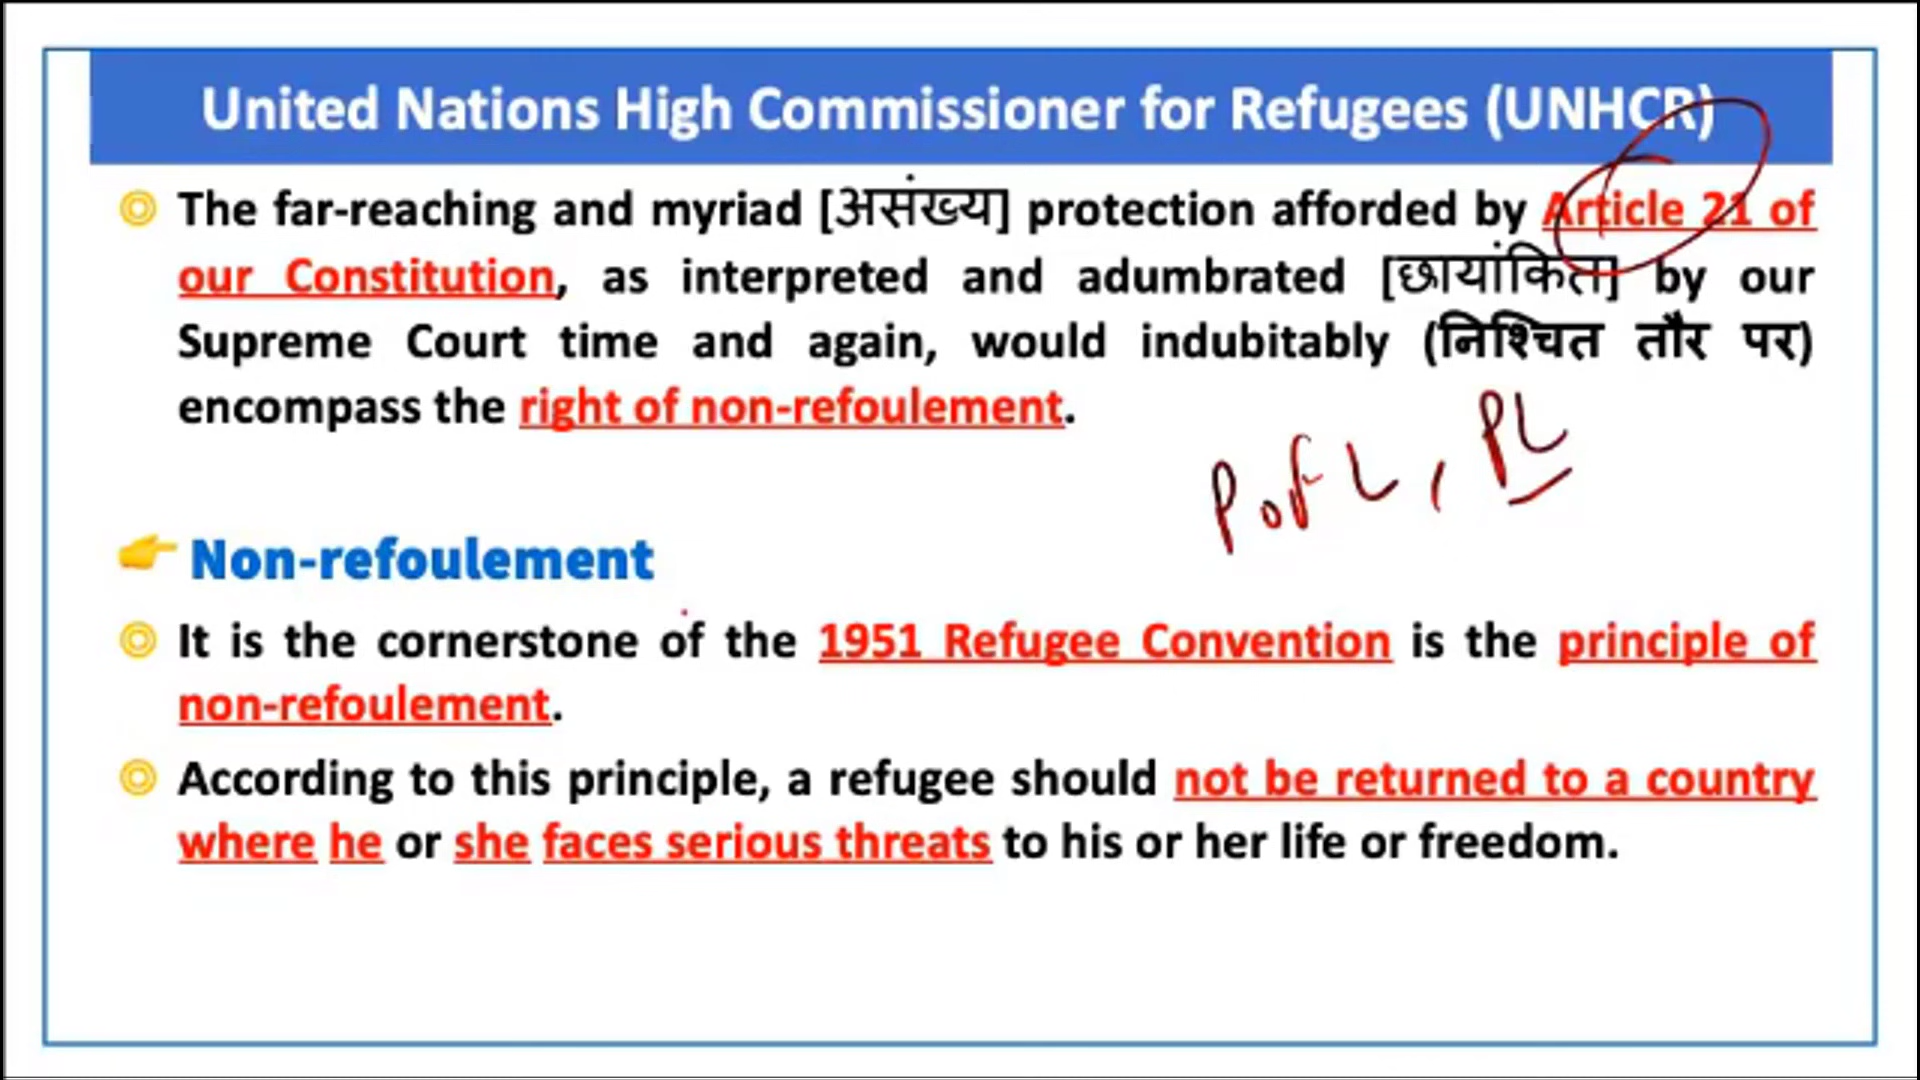 United Nations High Commissioner for Refugees (UNHCR)
The far-reaching and myriad [असंख्य] protection afforded by Article 21 of
our Constitution, as interpreted and adumbrated [छायांकित] by our
Supreme Court time and again, would indubitably (निश्चित तौर पर)
encompass the right of non-refoulement.
P of L, PL
Non-refoulement
It is the cornerstone of the 1951 Refugee Convention is the principle of
non-refoulement.
According to this principle, a refugee should not be returned to a country
where he or she faces serious threats to his or her life or freedom.